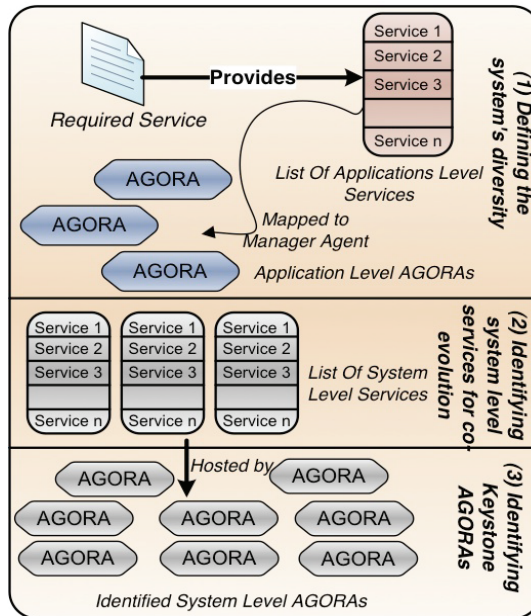 Provides
Required Service
Service 1
Service 2
Service 3
Service n
List Of Applications Level
Services
AGORA
AGORA
AGORA
Mapped to
Manager Agent
Application Level AGORAs
(1) Defining the
system's diversity
Service 1
Service 2
Service 3
Service n
Service 1
Service 2
Service 3
Service n
Service 1
Service 2
Service 3
Service n
List Of System
Level Services
(2) Identifying
system level
services for co-
evolution
Hosted by
AGORA
AGORA
AGORA
AGORA
AGORA
AGORA
AGORA
AGORA
Identified System Level AGORAs
(3) Identifying
Keystone
AGORAs